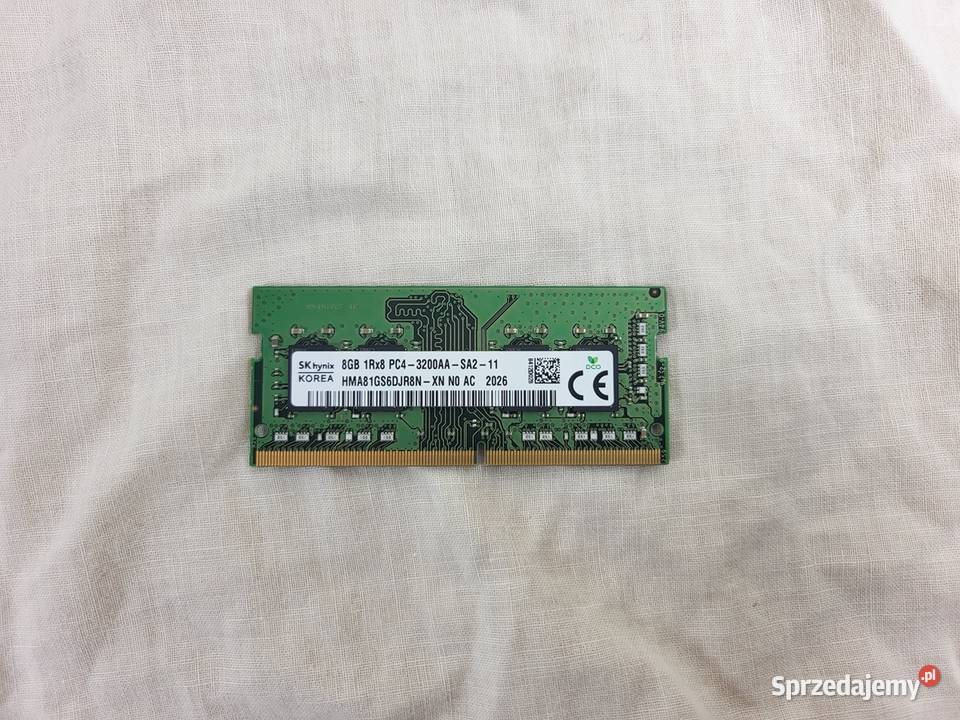 SK hynix
KOREA
8GB 1Rx8 PC4-3200AA-SA2-11
HMA81GS6DJR8N-XN N0 AC 2026
CE
Sprzedajemy.pl